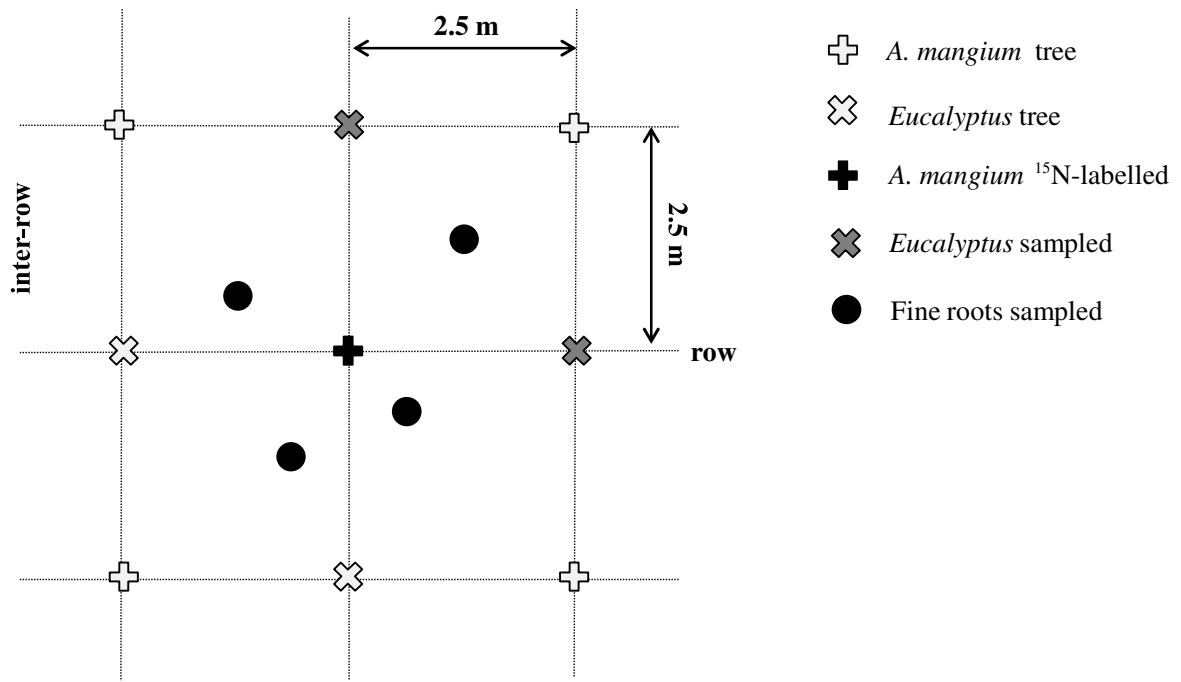 2.5 m
A. mangium tree
Eucalyptus tree
A. mangium ¹⁵N-labelled
Eucalyptus sampled
Fine roots sampled
inter-row
2.5 m
row